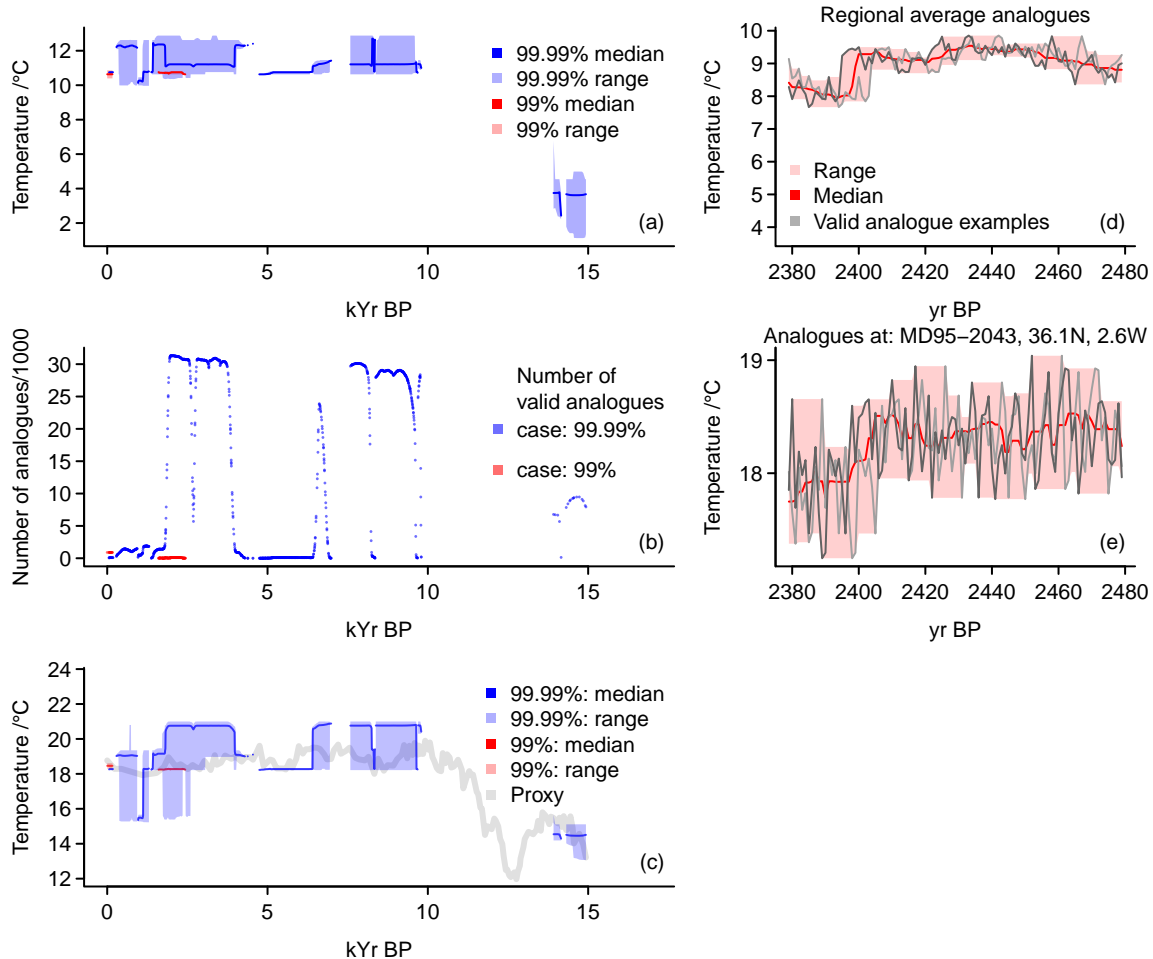 Temperature /°C
12
10
8
6
4
2
99.99% median
99.99% range
99% median
99% range
(a)
0
5
10
15
kYr BP
Regional average analogues
Temperature /°C
10
9
8
7
6
5
4
Range
Median
Valid analogue examples
(d)
2380
2400
2420
2440
2460
2480
yr BP
Number of analogues/1000
30
25
20
15
10
5
0
Number of
valid analogues
case: 99.99%
case: 99%
(b)
0
5
10
15
kYr BP
Analogues at: MD95−2043, 36.1N, 2.6W
Temperature /°C
19
18
(e)
2380
2400
2420
2440
2460
2480
yr BP
Temperature /°C
24
22
20
18
16
14
12
99.99%: median
99.99%: range
99%: median
99%: range
Proxy
(c)
0
5
10
15
kYr BP